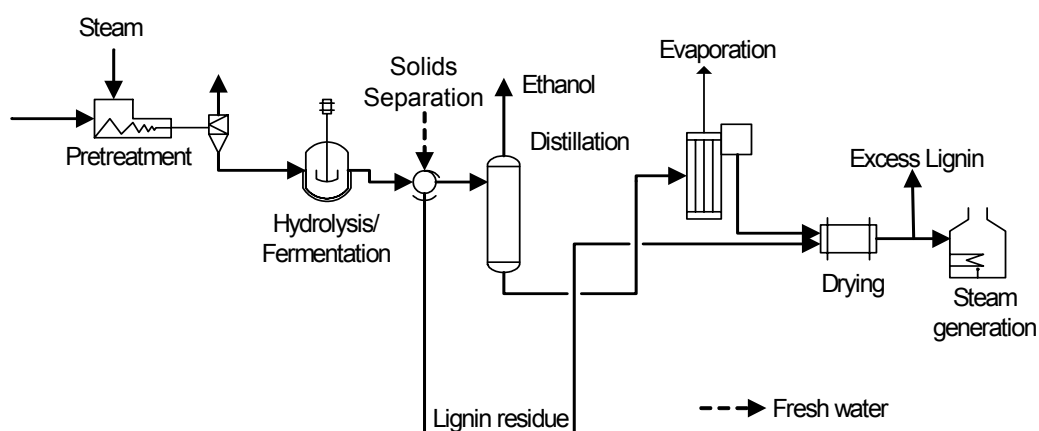 Steam
Pretreatment
Hydrolysis/
Fermentation
Solids
Separation
Ethanol
Distillation
Evaporation
Excess Lignin
Drying
Steam
generation
Lignin residue
Fresh water